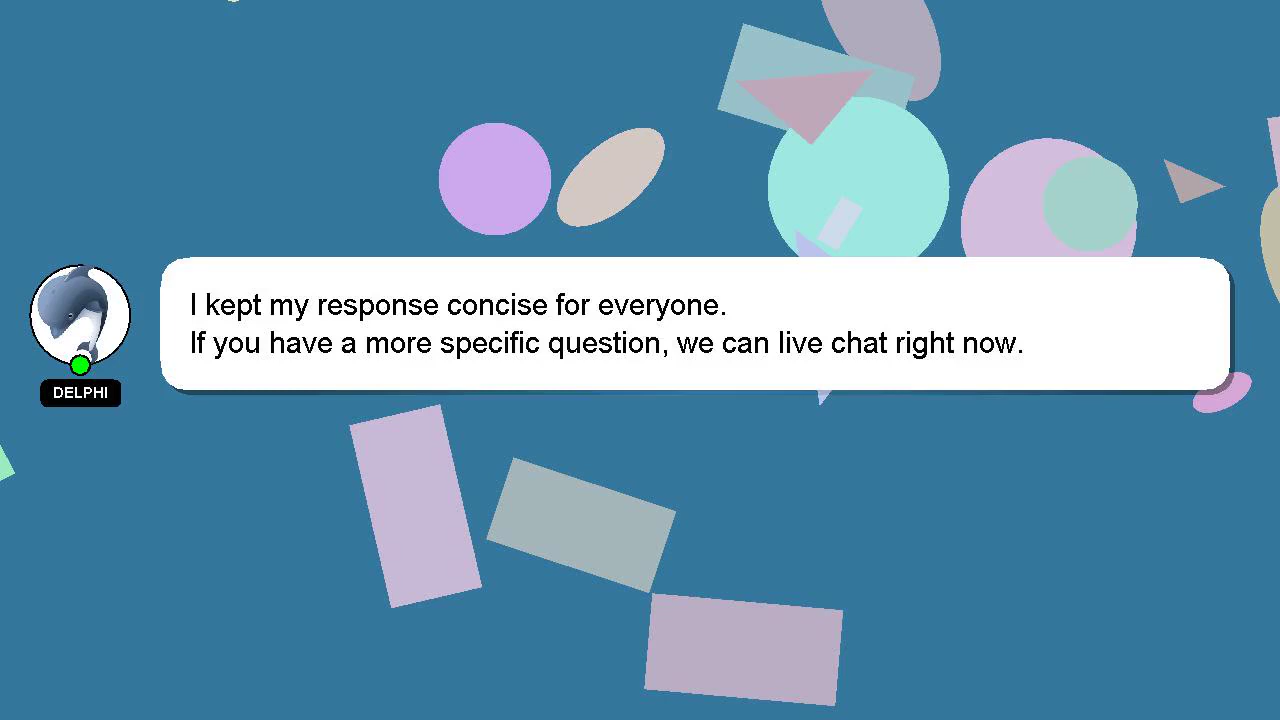 I kept my response concise for everyone.
If you have a more specific question, we can live chat right now.
DELPHI